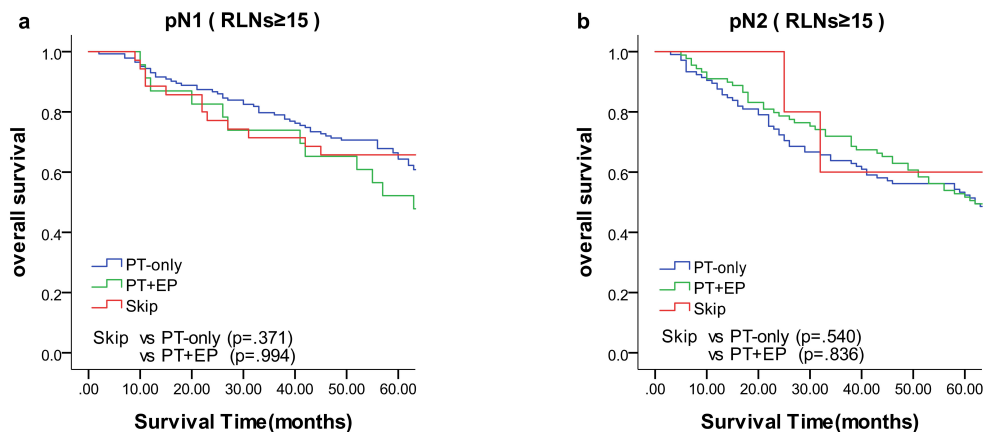 a
pN1 ( RLNs≥15 )
overall survival
1.0
0.8
0.6
0.4
0.2
0.0
PT-only
PT+EP
Skip
Skip vs PT-only (p=.371)
vs PT+EP (p=.994)
.00 10.00 20.00 30.00 40.00 50.00 60.00
Survival Time(months)
b
pN2 ( RLNs≥15 )
overall survival
1.0
0.8
0.6
0.4
0.2
0.0
PT-only
PT+EP
Skip
Skip vs PT-only (p=.540)
vs PT+EP (p=.836)
.00 10.00 20.00 30.00 40.00 50.00 60.00
Survival Time(months)